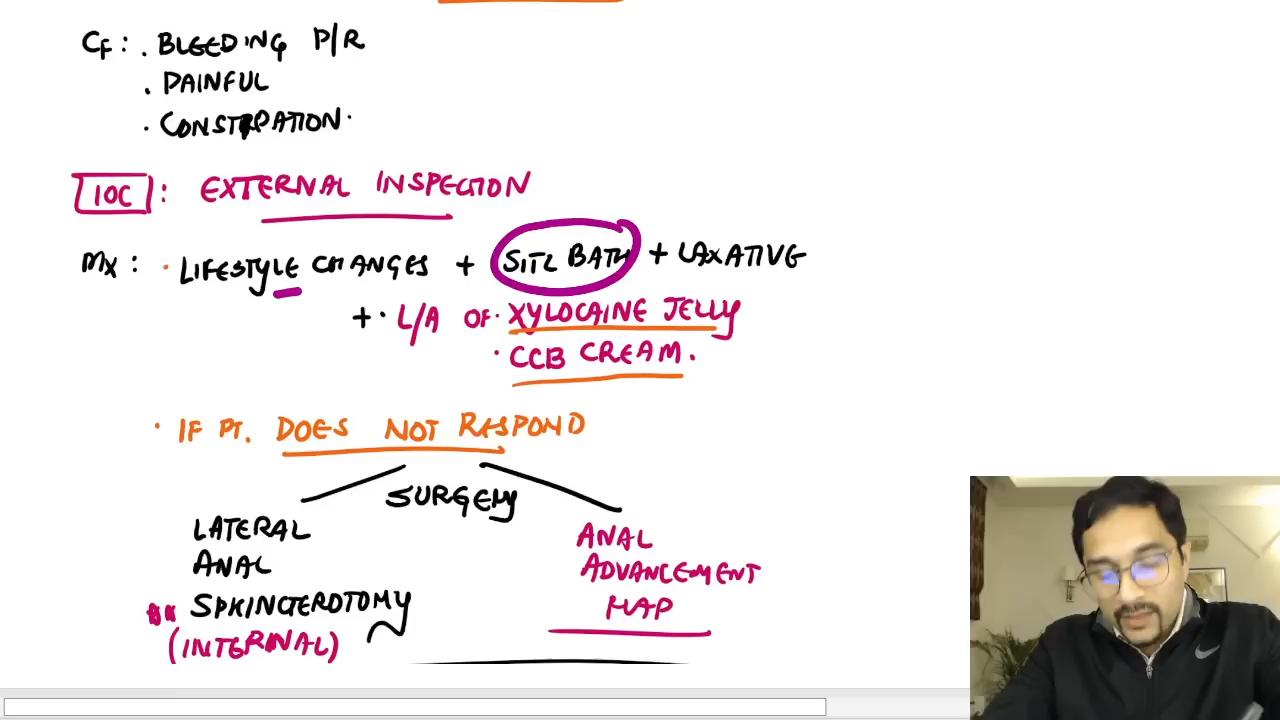 CF: . BLEEDING P/R
. PAINFUL
. CONSTIPATION.
IOC : EXTERNAL INSPECTION
Mx: . LIFESTYLE CHANGES + SITZ BATH + LAXATIVE
+ . L/A OF . XYLOCAINE JELLY
. CCB CREAM.
. IF PT. DOES NOT RESPOND
SURGERY
LATERAL
ANAL
SPHINCTEROTOMY
(INTERNAL)
ANAL
ADVANCEMENT
FLAP